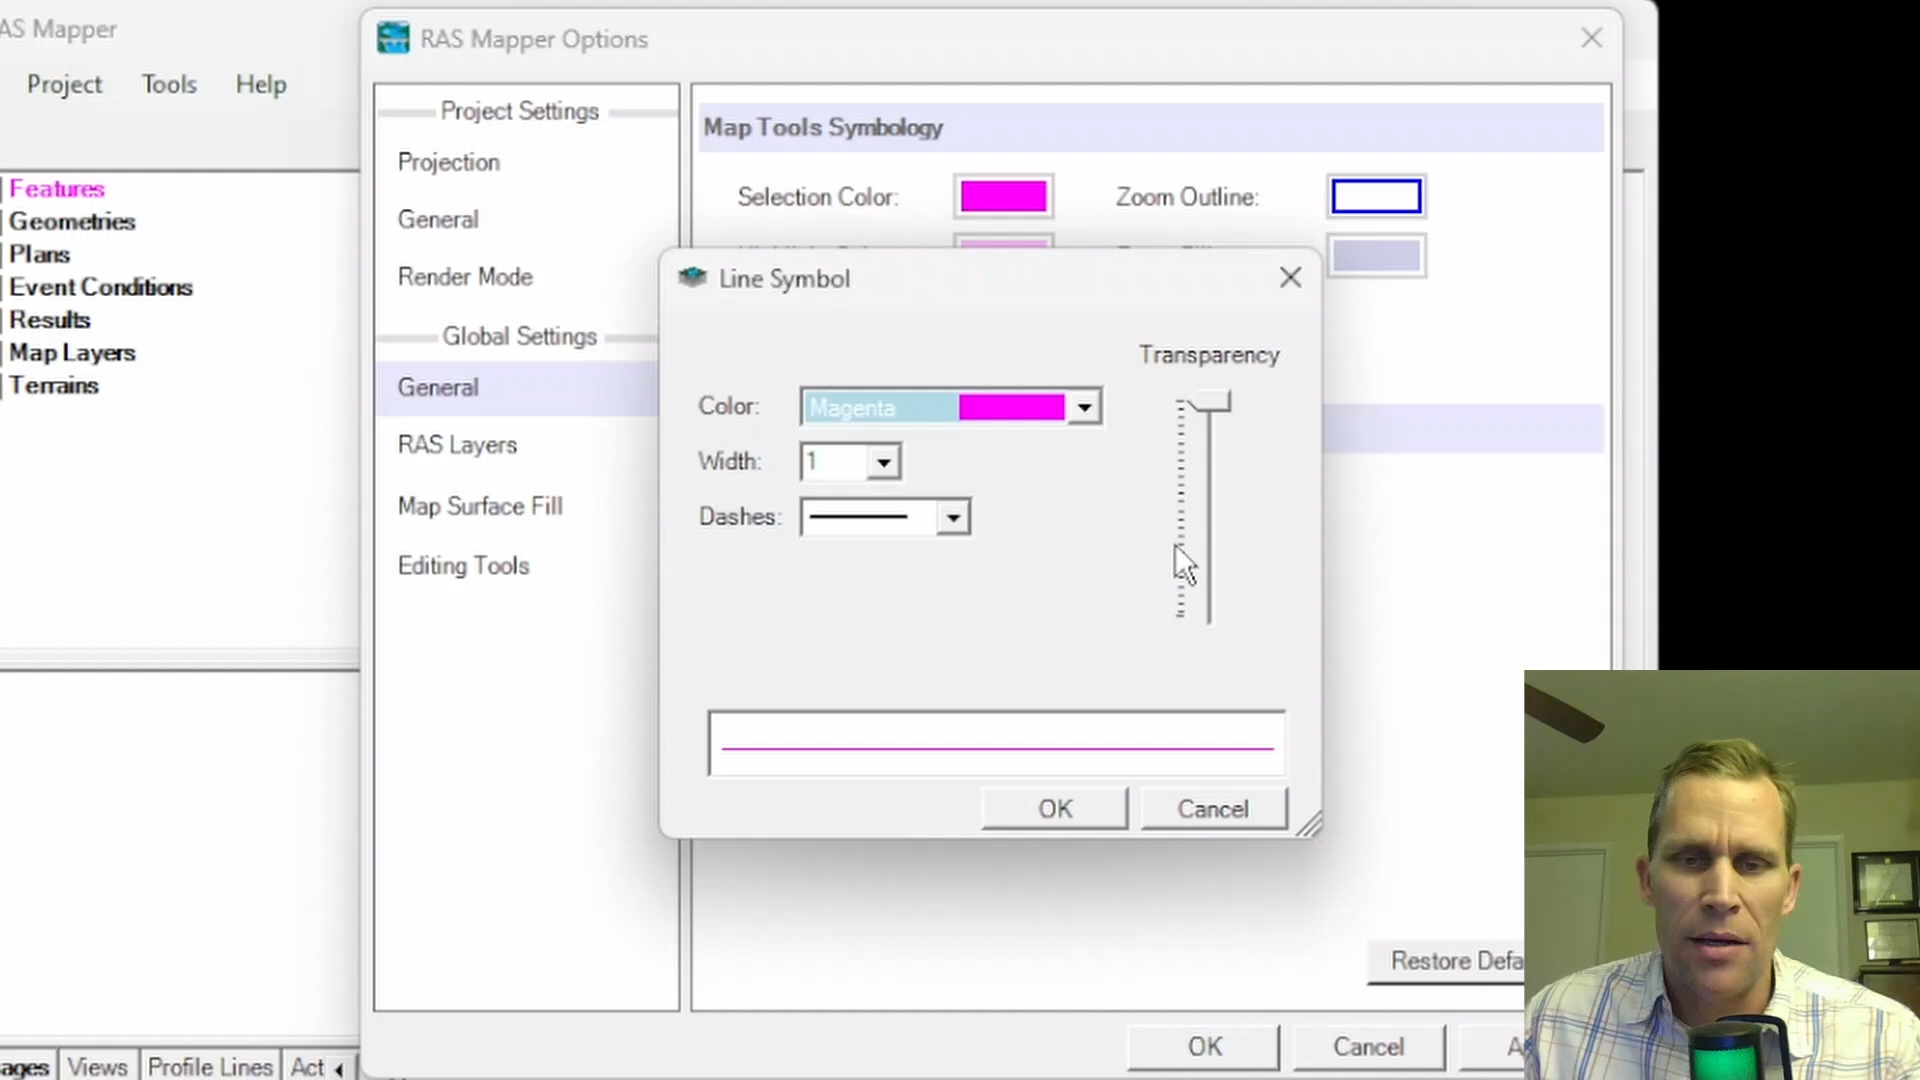 AS Mapper
Project Tools Help
Features
Geometries
Plans
Event Conditions
Results
Map Layers
Terrains
Views Profile Lines
RAS Mapper Options
Project Settings
Projection
General
Render Mode
Global Settings
General
RAS Layers
Map Surface Fill
Editing Tools
Map Tools Symbology
Selection Color: Zoom Outline:
Line Symbol
Transparency
Color: Magenta
Width: 1
Dashes:
OK Cancel
Restore Defa
OK Cancel